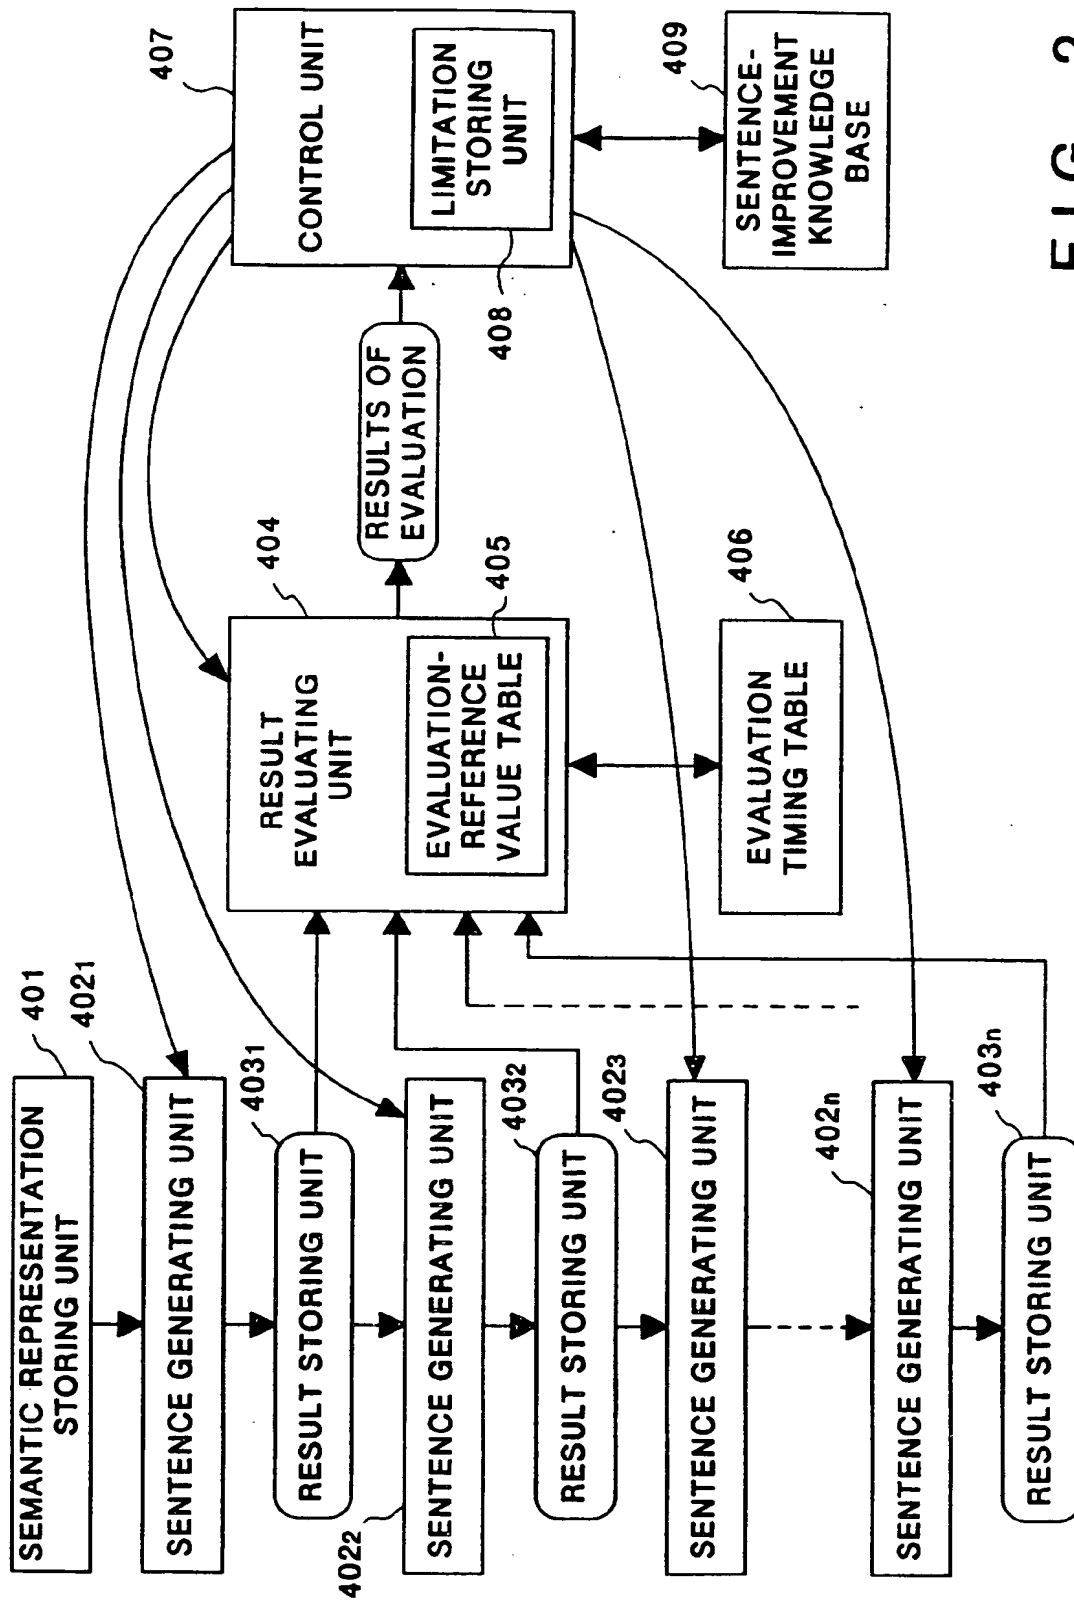 SEMANTIC REPRESENTATION
STORING UNIT
401
SENTENCE GENERATING UNIT
4021
RESULT STORING UNIT
4031
SENTENCE GENERATING UNIT
4022
RESULT STORING UNIT
4032
SENTENCE GENERATING UNIT
4023
SENTENCE GENERATING UNIT
402n
RESULT STORING UNIT
403n
RESULT
EVALUATING
UNIT
404
EVALUATION-
REFERENCE
VALUE TABLE
405
EVALUATION
TIMING TABLE
406
RESULTS OF
EVALUATION
CONTROL UNIT
407
LIMITATION
STORING
UNIT
408
SENTENCE-
IMPROVEMENT
KNOWLEDGE
BASE
409
FIG. 2